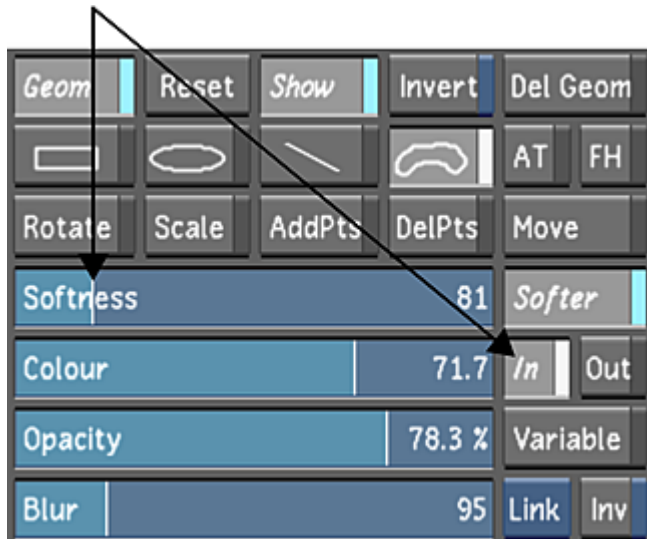 Geom Reset Show Invert Del Geom
AT FH
Rotate Scale AddPts DelPts Move
Softness 81 Softer
Colour 71.7 In Out
Opacity 78.3 % Variable
Blur 95 Link Inv